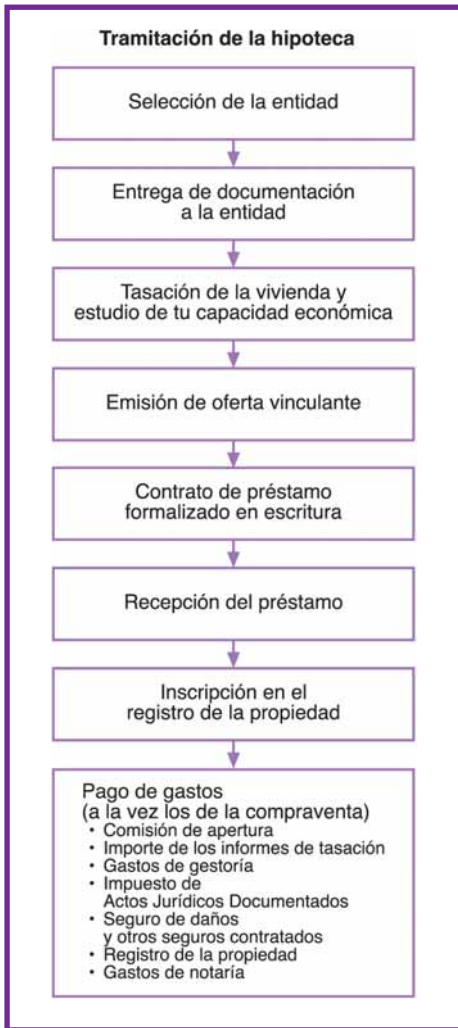 Tramitación de la hipoteca
Selección de la entidad
Entrega de documentación
a la entidad
Tasación de la vivienda y
estudio de tu capacidad económica
Emisión de oferta vinculante
Contrato de préstamo
formalizado en escritura
Recepción del préstamo
Inscripción en el
registro de la propiedad
Pago de gastos
(a la vez los de la compraventa)
• Comisión de apertura
• Importe de los informes de tasación
• Gastos de gestoría
• Impuesto de
Actos Jurídicos Documentados
• Seguro de daños
y otros seguros contratados
• Registro de la propiedad
• Gastos de notaría